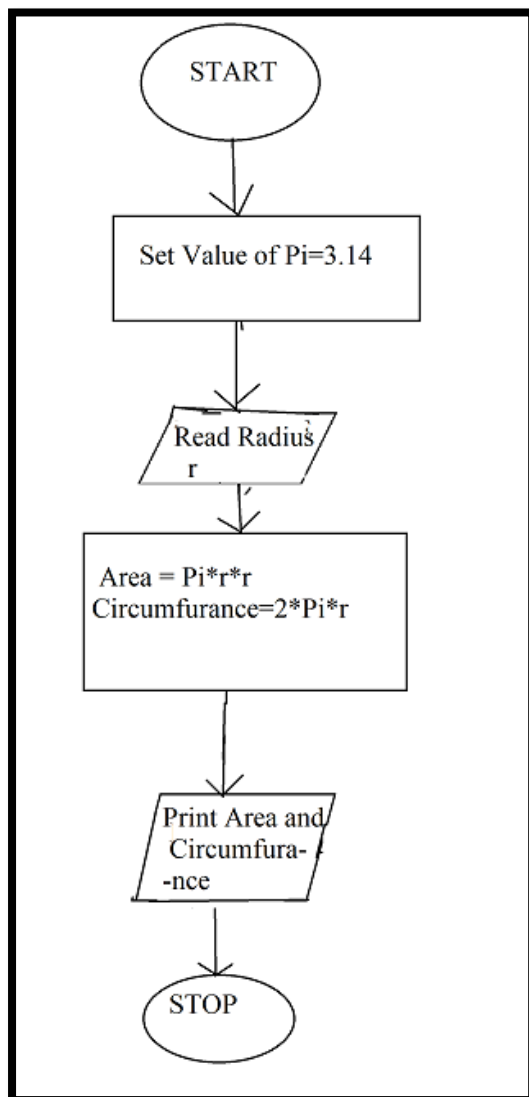 START
Set Value of Pi=3.14
Read Radius
r
Area = Pi*r*r
Circumfurance=2*Pi*r
Print Area and
Circumfura-
-nce
STOP